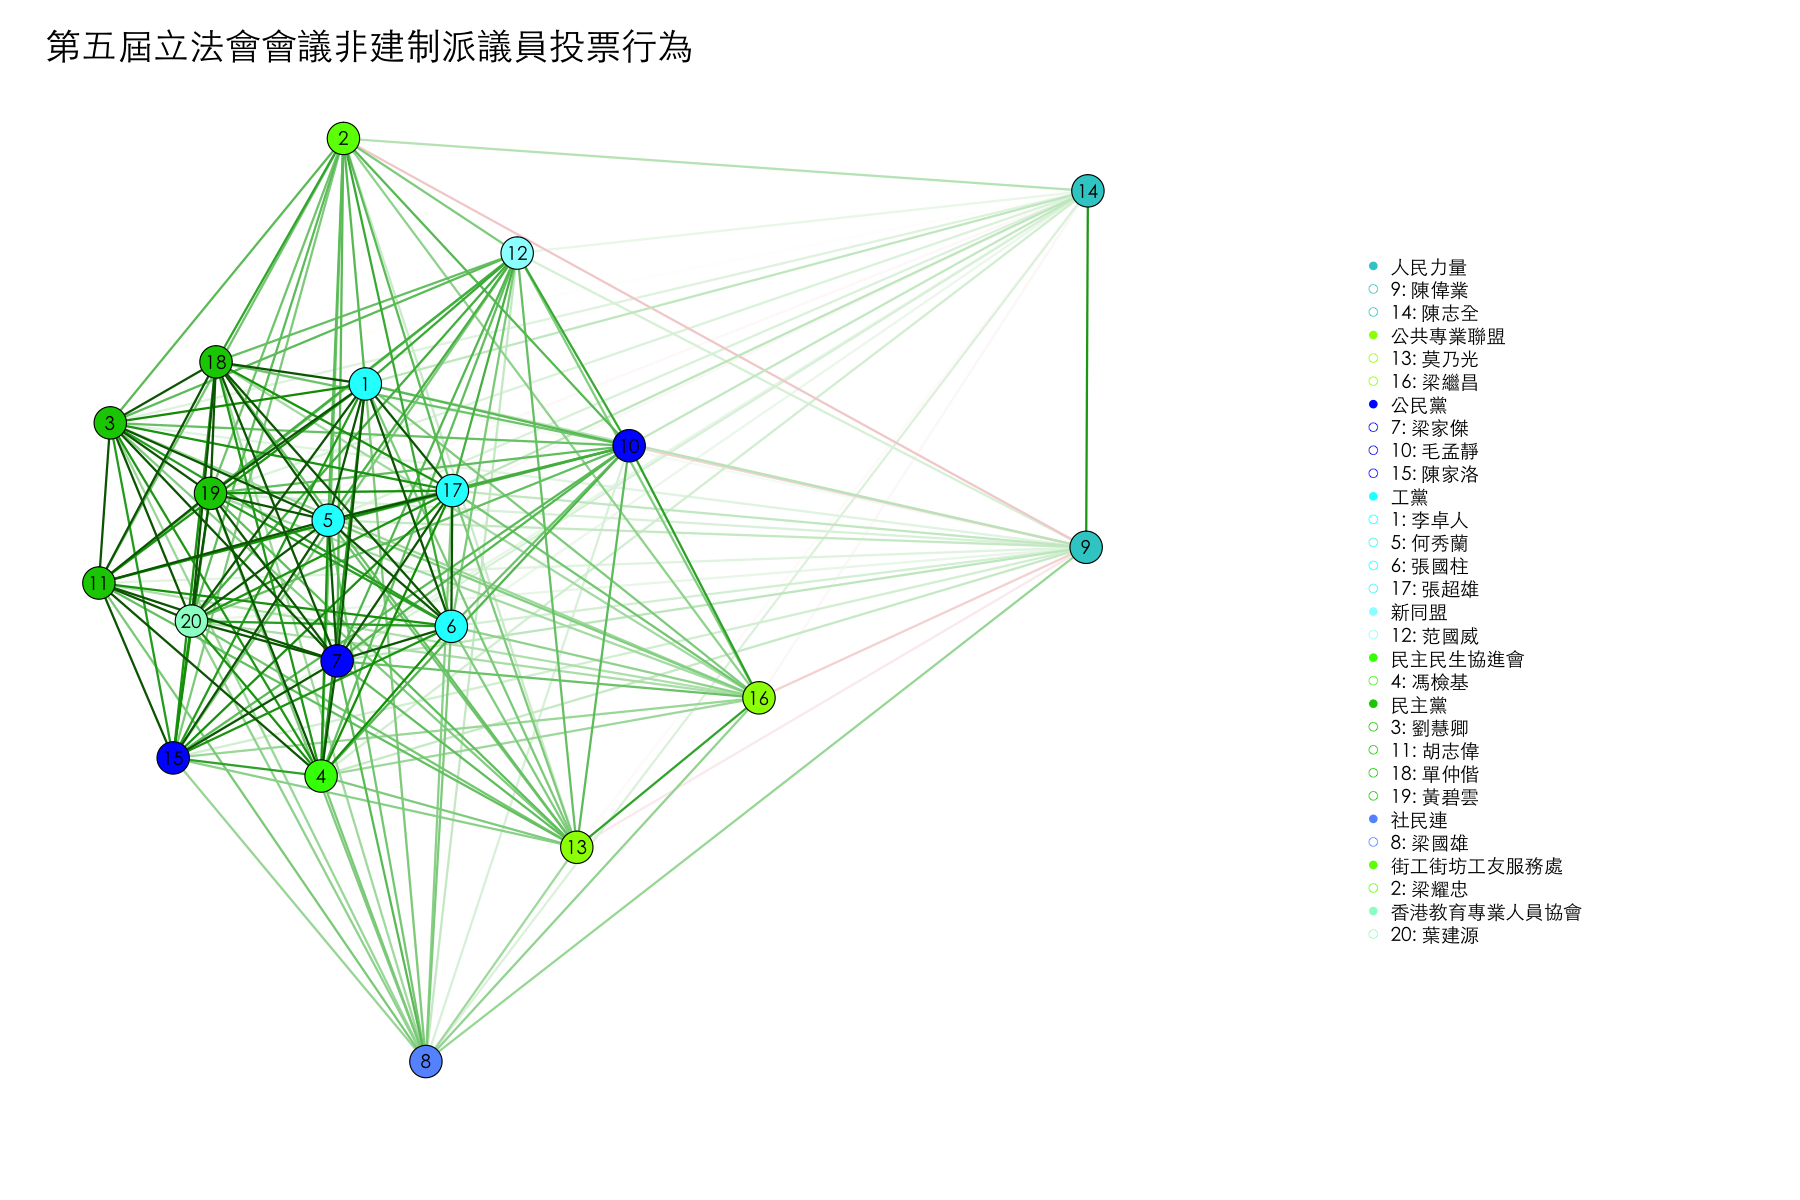 第五屆立法會會議非建制派議員投票行為
2
14
12
18
1
3
10
19
17
5
9
11
20
6
7
16
15
4
13
8
人民力量
9: 陳偉業
14: 陳志全
公共專業聯盟
13: 莫乃光
16: 梁繼昌
公民黨
7: 梁家傑
10: 毛孟靜
15: 陳家洛
工黨
1: 李卓人
5: 何秀蘭
6: 張國柱
17: 張超雄
新同盟
12: 范國威
民主民生協進會
4: 馮檢基
民主黨
3: 劉慧卿
11: 胡志偉
18: 單仲偕
19: 黃碧雲
社民連
8: 梁國雄
街工街坊工友服務處
2: 梁耀忠
香港教育專業人員協會
20: 葉建源